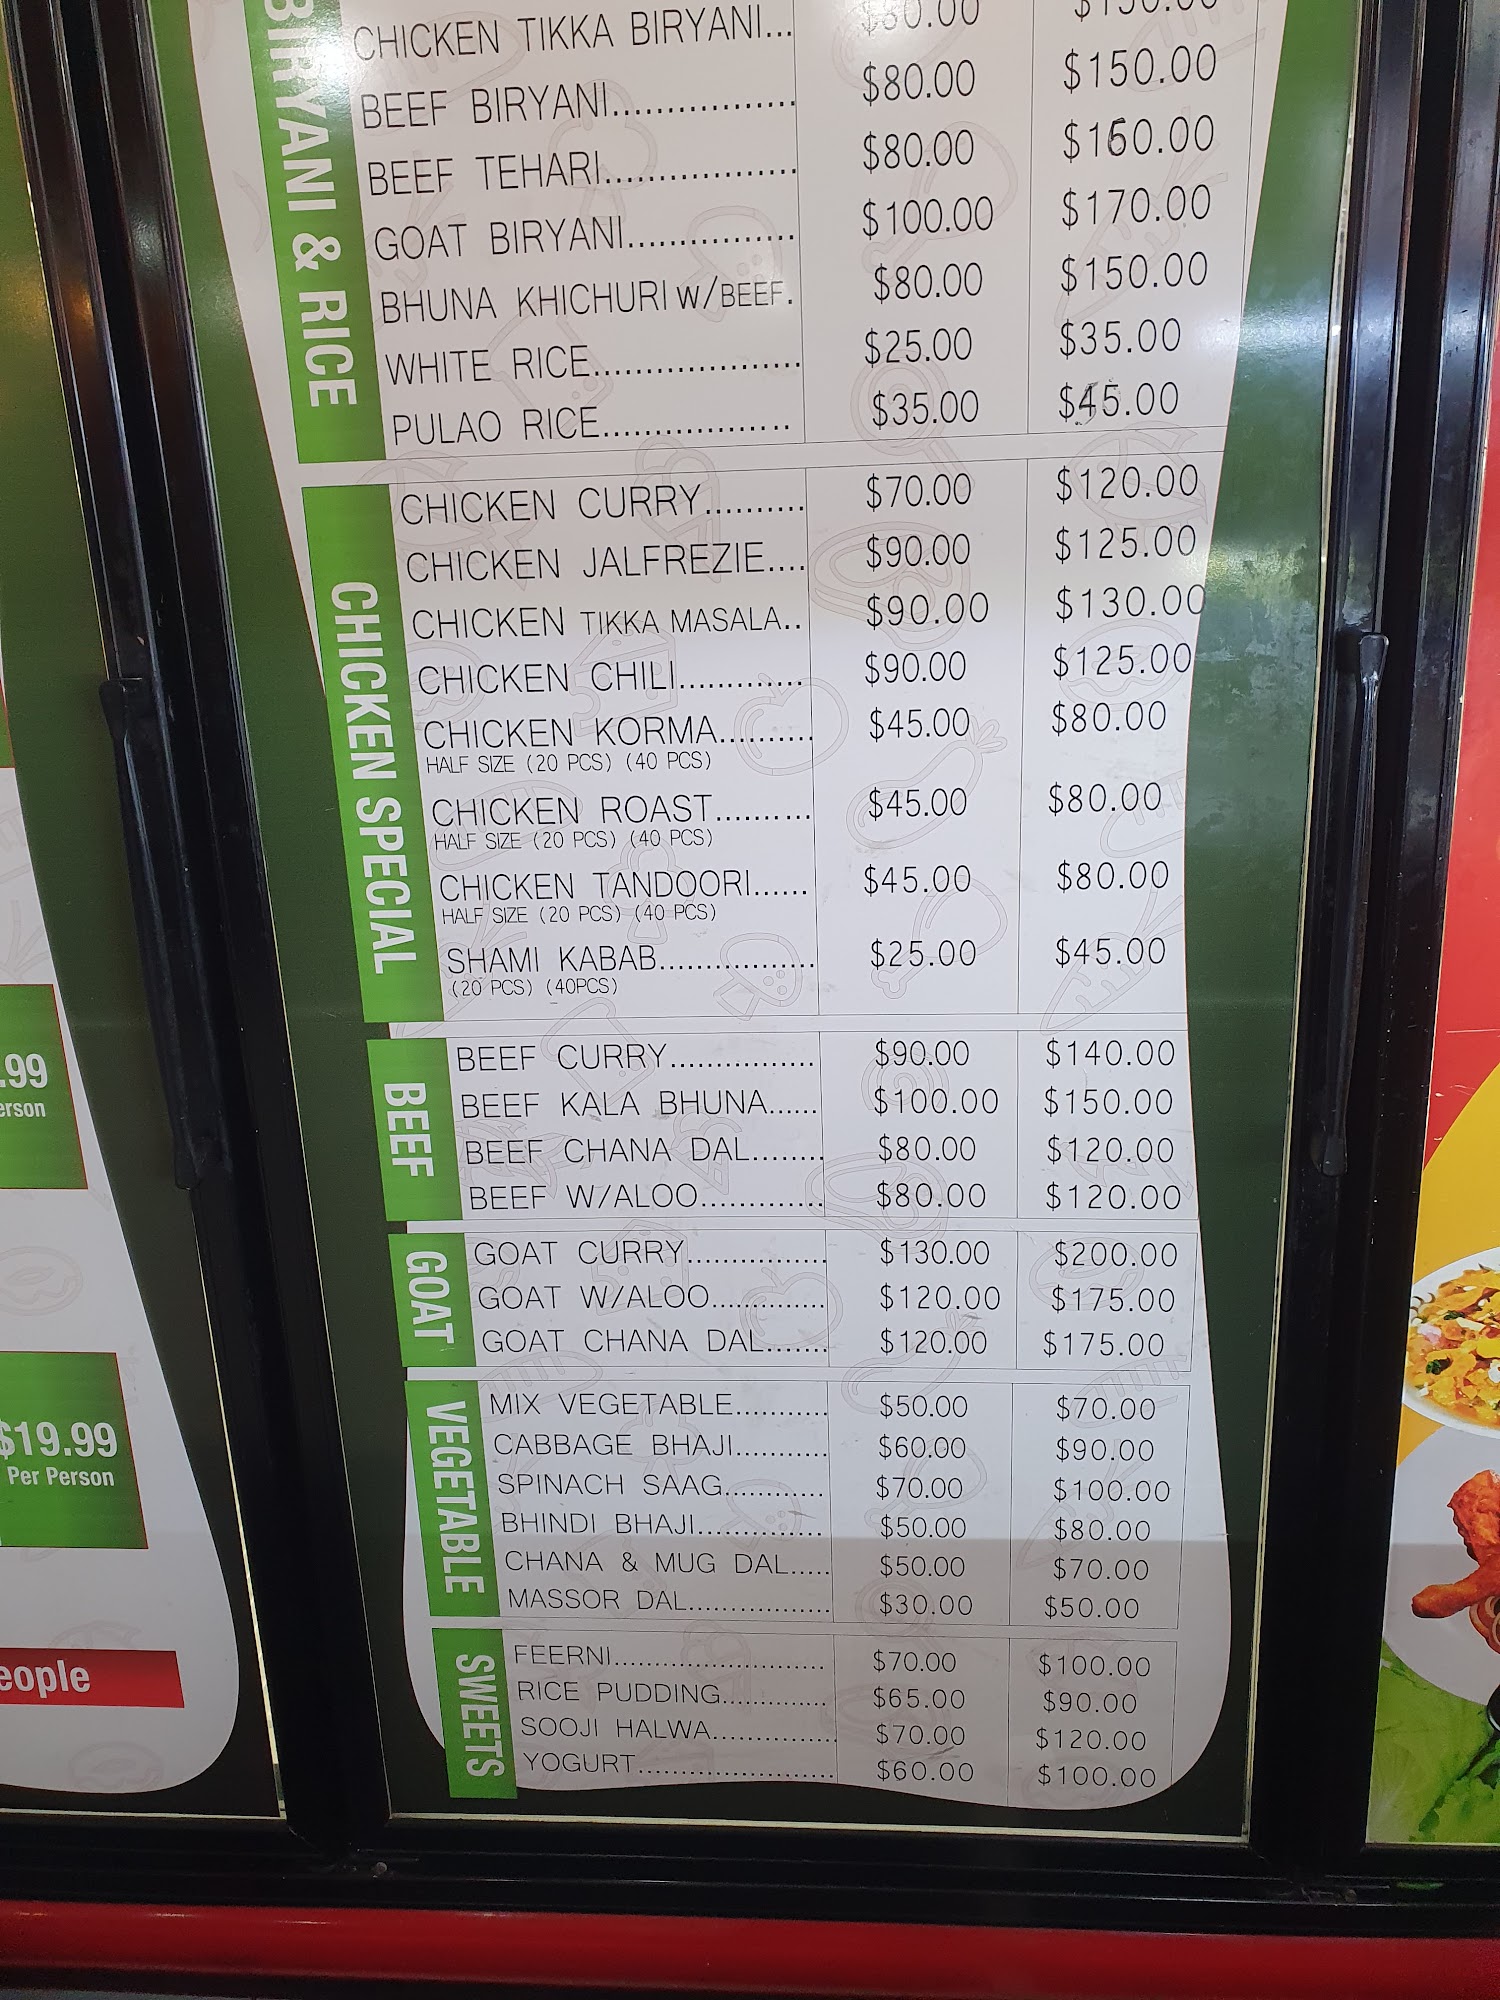 BIRYANI & RICE
CHICKEN TIKKA BIRYANI...
BEEF BIRYANI.................. $80.00 $150.00
BEEF TEHARI................... $80.00 $160.00
GOAT BIRYANI................ $100.00 $170.00
BHUNA KHICHURI W/BEEF. $80.00 $150.00
WHITE RICE..................... $25.00 $35.00
PULAO RICE.................. $35.00 $45.00
CHICKEN SPECIAL
CHICKEN CURRY.......... $70.00 $120.00
CHICKEN JALFREZIE.... $90.00 $125.00
CHICKEN TIKKA MASALA.. $90.00 $130.00
CHICKEN CHILI............. $90.00 $125.00
CHICKEN KORMA.......... $45.00 $80.00
HALF SIZE (20 PCS) (40 PCS)
CHICKEN ROAST.......... $45.00 $80.00
HALF SIZE (20 PCS) (40 PCS)
CHICKEN TANDOORI...... $45.00 $80.00
HALF SIZE (20 PCS) (40 PCS)
SHAMI KABAB................. $25.00 $45.00
(20 PCS) (40PCS)
BEEF
BEEF CURRY................ $90.00 $140.00
BEEF KALA BHUNA...... $100.00 $150.00
BEEF CHANA DAL........ $80.00 $120.00
BEEF W/ALOO.............. $80.00 $120.00
GOAT
GOAT CURRY................ $130.00 $200.00
GOAT W/ALOO............. $120.00 $175.00
GOAT CHANA DAL....... $120.00 $175.00
VEGETABLE
MIX VEGETABLE........... $50.00 $70.00
CABBAGE BHAJI........... $60.00 $90.00
SPINACH SAAG............. $70.00 $100.00
BHINDI BHAJI................ $50.00 $80.00
CHANA & MUG DAL..... $50.00 $70.00
MASSOR DAL.................. $30.00 $50.00
SWEETS
FEERNI........................... $70.00 $100.00
RICE PUDDING............. $65.00 $90.00
SOOJI HALWA............... $70.00 $120.00
YOGURT......................... $60.00 $100.00
.99
$19.99
Per Person